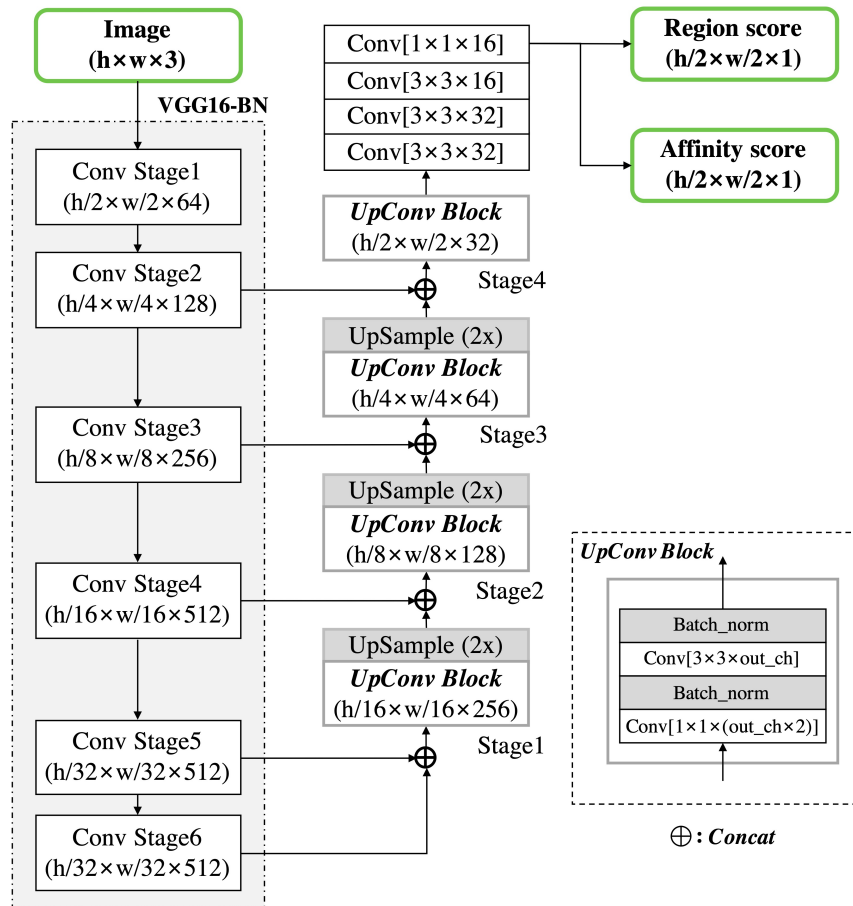 Image
(h×w×3)
VGG16-BN
Conv Stage1
(h/2×w/2×64)
Conv Stage2
(h/4×w/4×128)
Conv Stage3
(h/8×w/8×256)
Conv Stage4
(h/16×w/16×512)
Conv Stage5
(h/32×w/32×512)
Conv Stage6
(h/32×w/32×512)
Conv[1×1×16]
Conv[3×3×16]
Conv[3×3×32]
Conv[3×3×32]
UpConv Block
(h/2×w/2×32)
Stage4
UpSample (2x)
UpConv Block
(h/4×w/4×64)
Stage3
UpSample (2x)
UpConv Block
(h/8×w/8×128)
Stage2
UpSample (2x)
UpConv Block
(h/16×w/16×256)
Stage1
Region score
(h/2×w/2×1)
Affinity score
(h/2×w/2×1)
UpConv Block
Batch_norm
Conv[3×3×out_ch]
Batch_norm
Conv[1×1×(out_ch×2)]
⊕: Concat